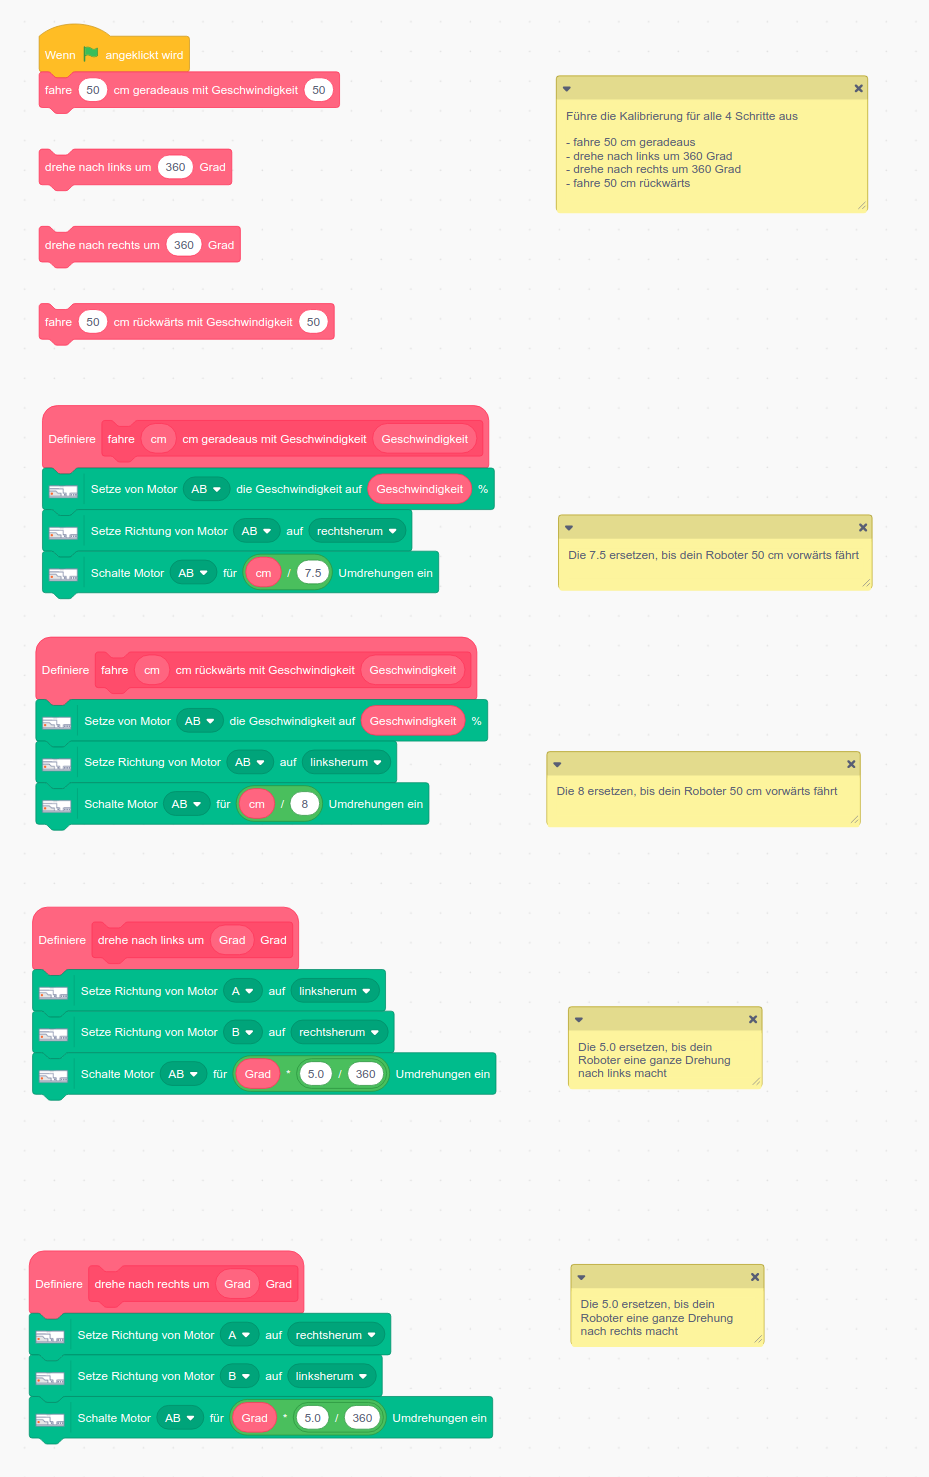 Wenn angeklickt wird
fahre 50 cm geradeaus mit Geschwindigkeit 50
drehe nach links um 360 Grad
drehe nach rechts um 360 Grad
fahre 50 cm rückwärts mit Geschwindigkeit 50
Führe die Kalibrierung für alle 4 Schritte aus
- fahre 50 cm geradeaus
- drehe nach links um 360 Grad
- drehe nach rechts um 360 Grad
- fahre 50 cm rückwärts
Definiere fahre cm cm geradeaus mit Geschwindigkeit Geschwindigkeit
Setze von Motor AB die Geschwindigkeit auf Geschwindigkeit %
Setze Richtung von Motor AB auf rechtsherum
Schalte Motor AB für cm / 7.5 Umdrehungen ein
Die 7.5 ersetzen, bis dein Roboter 50 cm vorwärts fährt
Definiere fahre cm cm rückwärts mit Geschwindigkeit Geschwindigkeit
Setze von Motor AB die Geschwindigkeit auf Geschwindigkeit %
Setze Richtung von Motor AB auf linksherum
Schalte Motor AB für cm / 8 Umdrehungen ein
Die 8 ersetzen, bis dein Roboter 50 cm vorwärts fährt
Definiere drehe nach links um Grad Grad
Setze Richtung von Motor A auf linksherum
Setze Richtung von Motor B auf rechtsherum
Schalte Motor AB für Grad * 5.0 / 360 Umdrehungen ein
Die 5.0 ersetzen, bis dein
Roboter eine ganze Drehung
nach links macht
Definiere drehe nach rechts um Grad Grad
Setze Richtung von Motor A auf rechtsherum
Setze Richtung von Motor B auf linksherum
Schalte Motor AB für Grad * 5.0 / 360 Umdrehungen ein
Die 5.0 ersetzen, bis dein
Roboter eine ganze Drehung
nach rechts macht